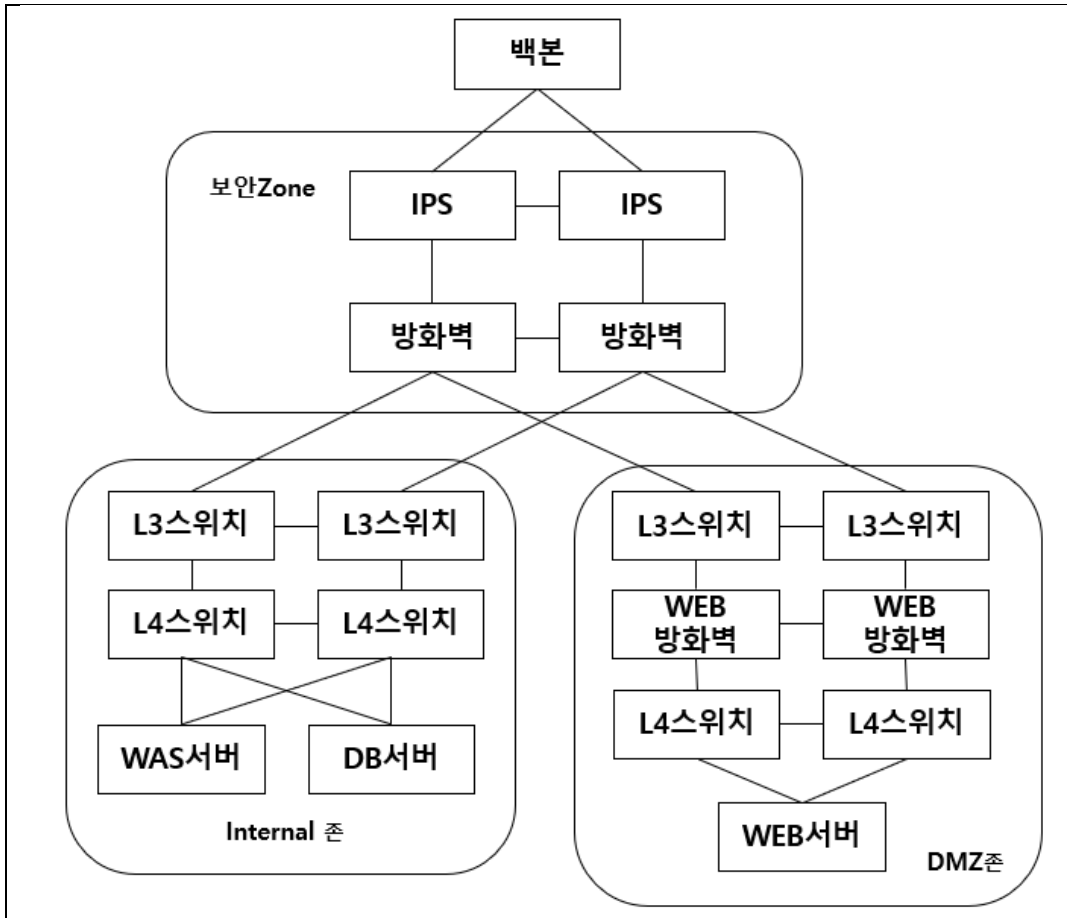 백본
보안Zone
IPS
IPS
방화벽
방화벽
L3스위치
L3스위치
L4스위치
L4스위치
WAS서버
DB서버
Internal 존
L3스위치
L3스위치
WEB
방화벽
WEB
방화벽
L4스위치
L4스위치
WEB서버
DMZ존